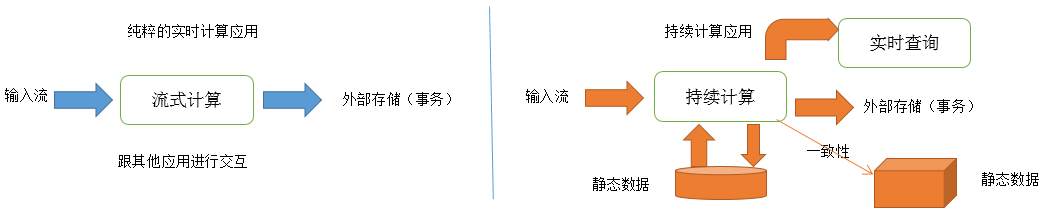 纯粹的实时计算应用
输入流
流式计算
外部存储（事务）
跟其他应用进行交互
持续计算应用
实时查询
输入流
持续计算
外部存储（事务）
一致性
静态数据
静态数据